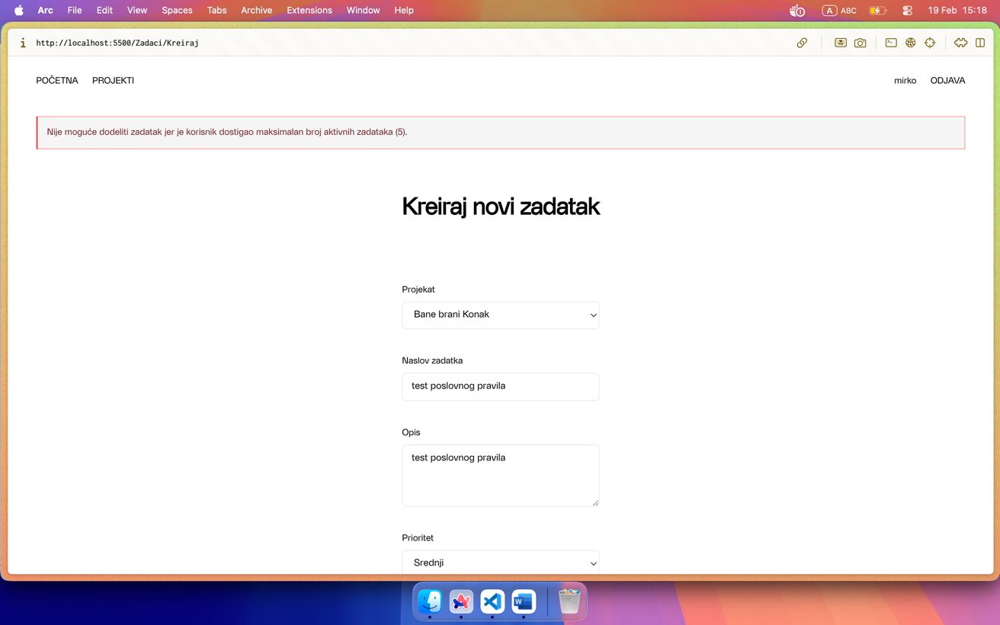 Arc File Edit View Spaces Tabs Archive Extensions Window Help A ABC 19 Feb 15:18
i http://localhost:5500/Zadaci/Kreiraj
POČETNA PROJEKTI mirko ODJAVA
Nije moguće dodeliti zadatak jer je korisnik dostigao maksimalan broj aktivnih zadataka (5).
Kreiraj novi zadatak
Projekat
Bane brani Konak
Naslov zadatka
test poslovnog pravila
Opis
test poslovnog pravila
Prioritet
Srednji
W